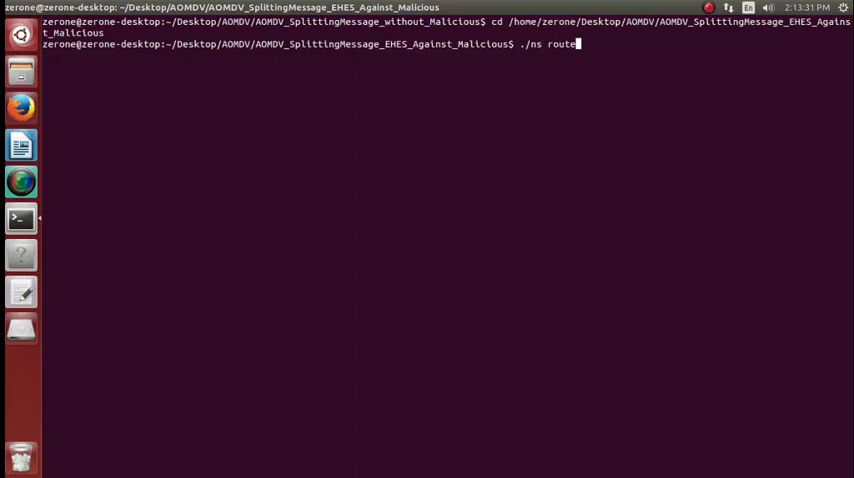 zerone@zerone-desktop: ~/Desktop/AOMDV/AOMDV_SplittingMessage_EHES_Against_Malicious
En
2:13:31 PM
zerone@zerone-desktop:~/Desktop/AOMDV/AOMDV_SplittingMessage_without_Malicious$ cd /home/zerone/Desktop/AOMDV/AOMDV_SplittingMessage_EHES_Agains
t_Malicious
zerone@zerone-desktop:~/Desktop/AOMDV/AOMDV_SplittingMessage_EHES_Against_Malicious$ ./ns route